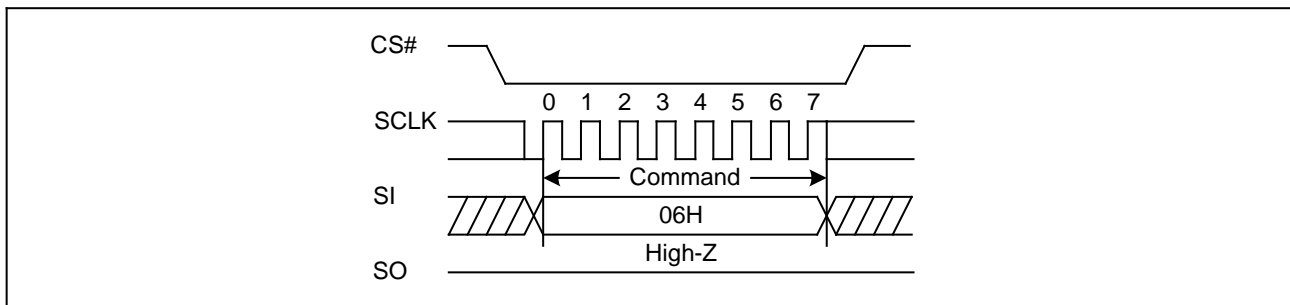 CS#
0 1 2 3 4 5 6 7
SCLK
Command
SI
06H
High-Z
SO